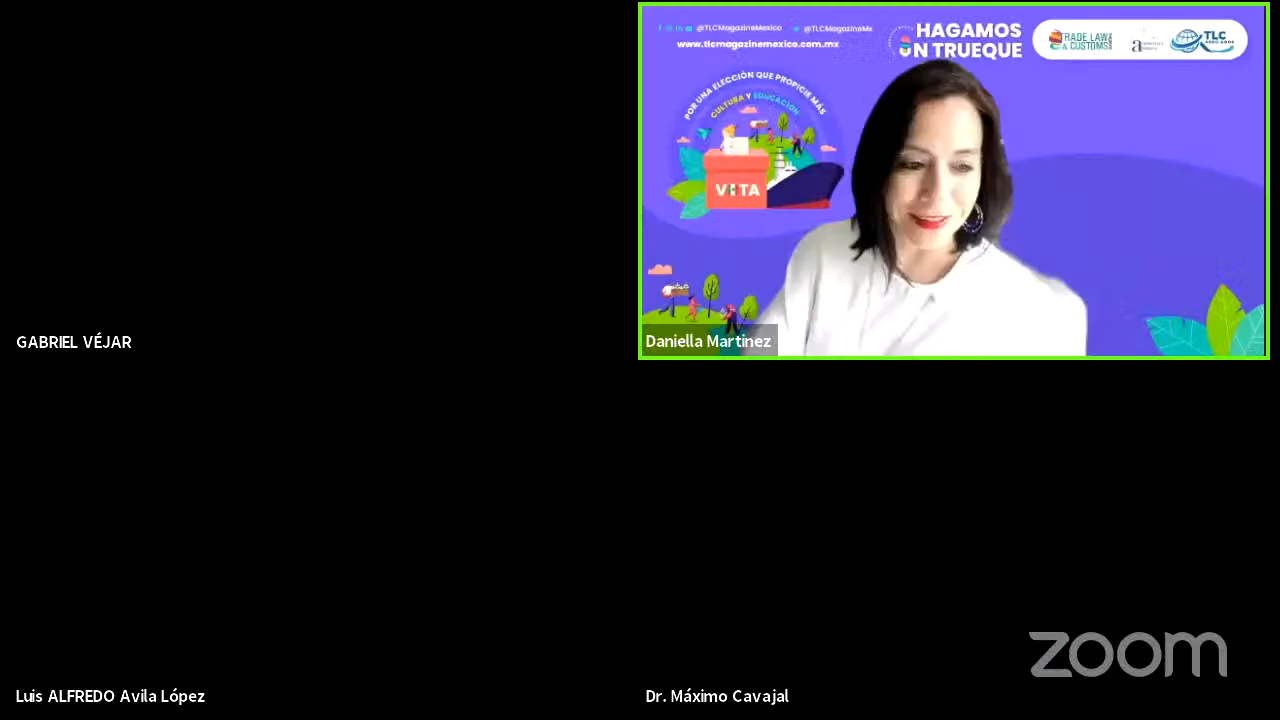 @TLCMagazineMexico @TLCMagazineMx
www.tlcmagazinemexico.com.mx
HAGAMOS
UN TRUEQUE
TRADE LAW
& CUSTOMS
TLC
ASOCIADOS
POR UNA ELECCIÓN QUE PROPICIE MÁS
CULTURA Y EDUCACIÓN
VOTA
GABRIEL VÉJAR
Daniella Martinez
zoom
Luis ALFREDO Avila López
Dr. Máximo Cavajal